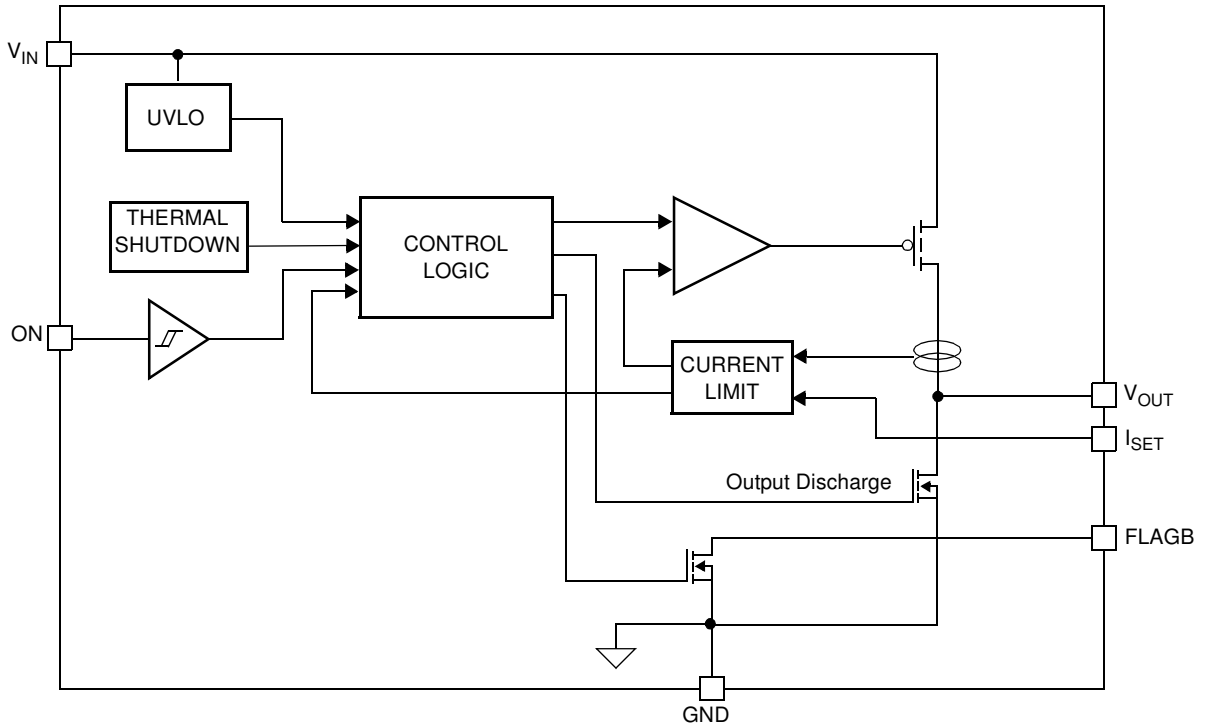 VIN
UVLO
THERMAL
SHUTDOWN
CONTROL
LOGIC
ON
CURRENT
LIMIT
VOUT
ISET
Output Discharge
FLAGB
GND